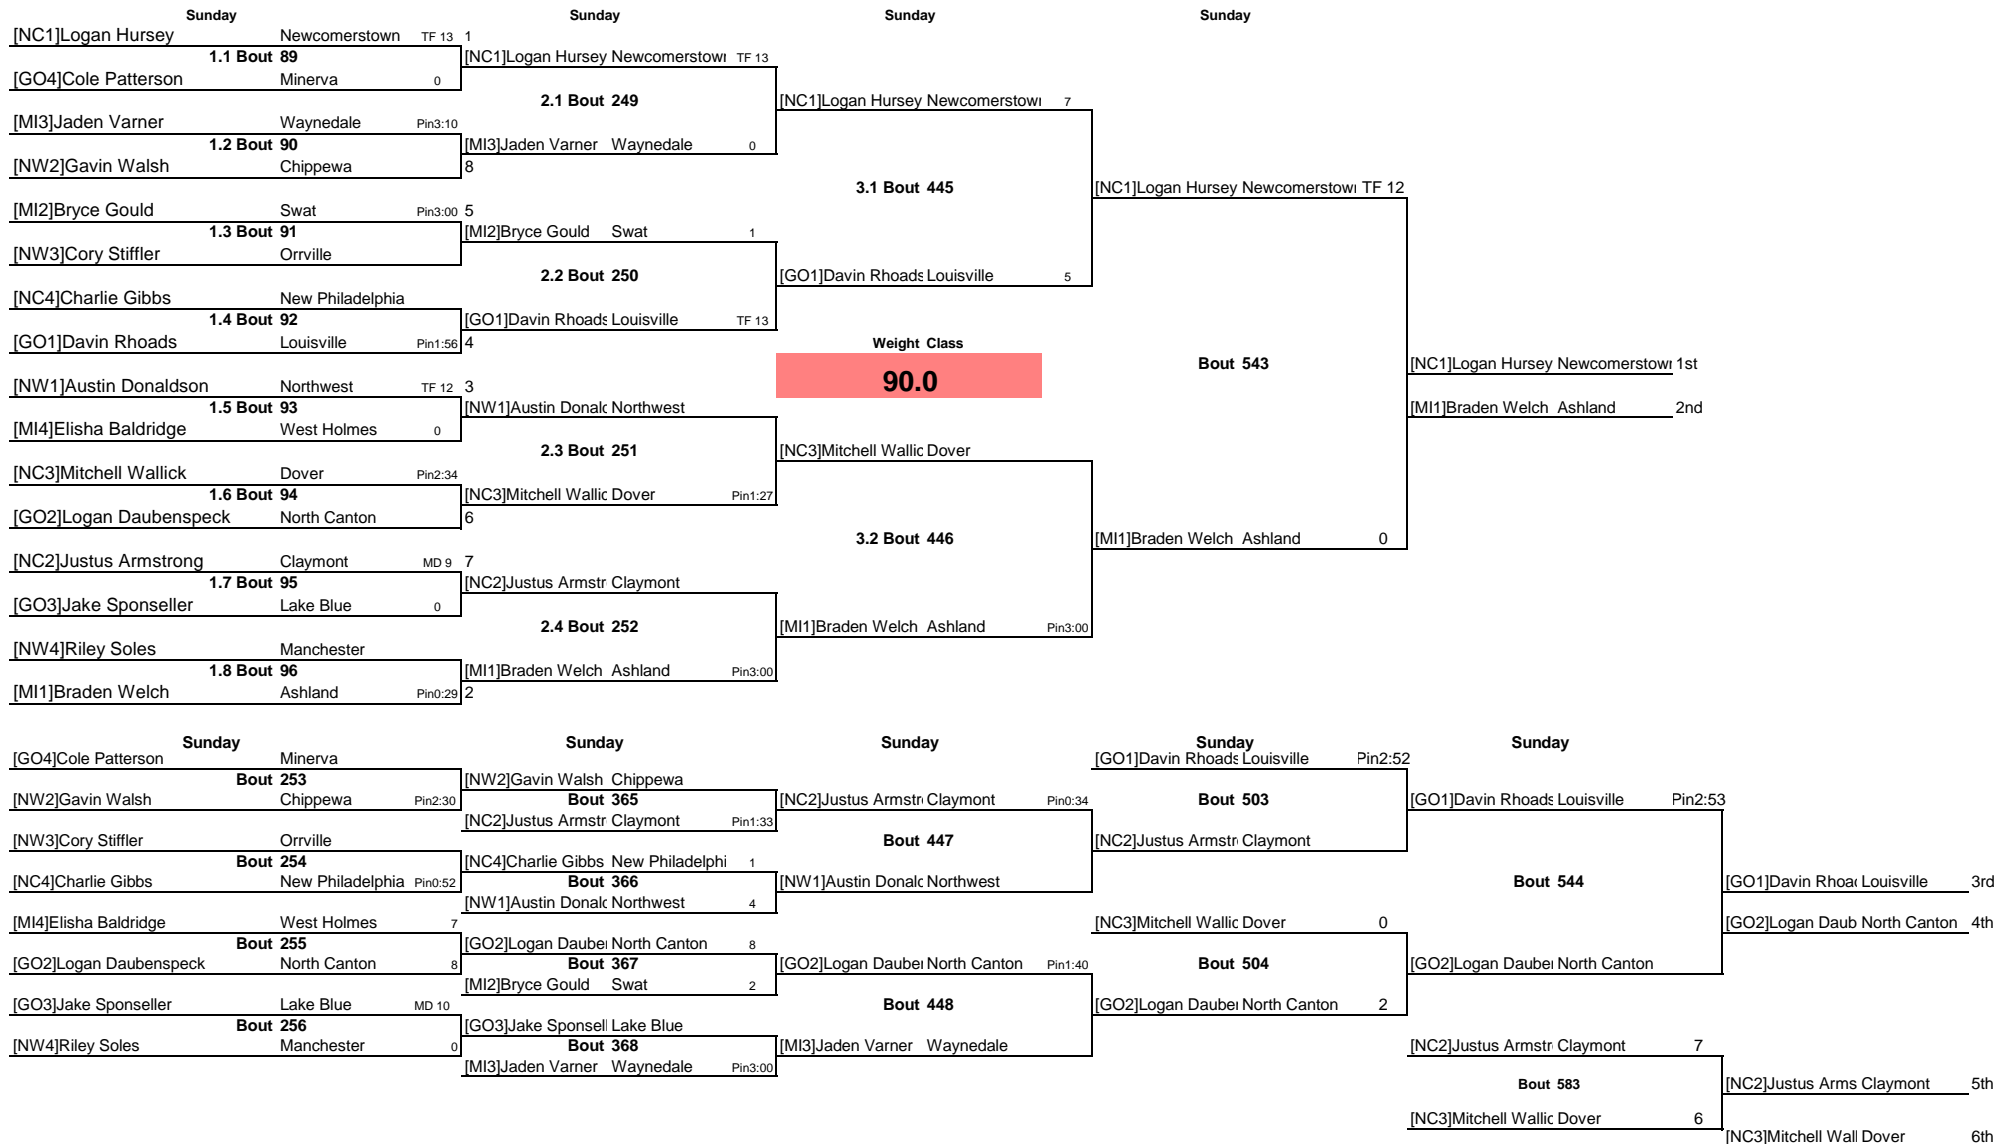 Sunday Sunday Sunday Sunday
[NC1]Logan Hursey Newcomerstown TF 13 1
1.1 Bout 89 [NC1]Logan Hursey Newcomerstowr TF 13
[GO4]Cole Patterson Minerva 0
2.1 Bout 249 [NC1]Logan Hursey Newcomerstowr 7
[MI3]Jaden Varner Waynedale Pin3:10
1.2 Bout 90 [MI3]Jaden Varner Waynedale 0
[NW2]Gavin Walsh Chippewa 8
3.1 Bout 445 [NC1]Logan Hursey Newcomerstowr TF 12
[MI2]Bryce Gould Swat Pin3:00 5
1.3 Bout 91 [MI2]Bryce Gould Swat 1
[NW3]Cory Stiffler Orrville
2.2 Bout 250 [GO1]Davin Rhoads Louisville 5
[NC4]Charlie Gibbs New Philadelphia
1.4 Bout 92 [GO1]Davin Rhoads Louisville TF 13
[GO1]Davin Rhoads Louisville Pin1:56 4 Weight Class
Bout 543 [NC1]Logan Hursey Newcomerstowr 1st
[NW1]Austin Donaldson Northwest TF 12 3 90.0
1.5 Bout 93 [NW1]Austin Donalc Northwest [MI1]Braden Welch Ashland 2nd
[MI4]Elisha Baldridge West Holmes 0
2.3 Bout 251 [NC3]Mitchell Wallic Dover
[NC3]Mitchell Wallick Dover Pin2:34
1.6 Bout 94 [NC3]Mitchell Wallic Dover Pin1:27
[GO2]Logan Daubenspeck North Canton 6
3.2 Bout 446 [MI1]Braden Welch Ashland 0
[NC2]Justus Armstrong Claymont MD 9 7
1.7 Bout 95 [NC2]Justus Armstr Claymont
[GO3]Jake Sponseller Lake Blue 0
2.4 Bout 252 [MI1]Braden Welch Ashland Pin3:00
[NW4]Riley Soles Manchester
1.8 Bout 96 [MI1]Braden Welch Ashland Pin3:00
[MI1]Braden Welch Ashland Pin0:29 2
Sunday Sunday Sunday Sunday Sunday
[GO4]Cole Patterson Minerva [GO1]Davin Rhoads Louisville Pin2:52
Bout 253 [NW2]Gavin Walsh Chippewa
[NW2]Gavin Walsh Chippewa Pin2:30 Bout 365 [NC2]Justus Armstr Claymont Pin0:34 Bout 503 [GO1]Davin Rhoads Louisville Pin2:53
[NC2]Justus Armstr Claymont Pin1:33
[NW3]Cory Stiffler Orrville Bout 447 [NC2]Justus Armstr Claymont
Bout 254 [NC4]Charlie Gibbs New Philadelphi 1
[NC4]Charlie Gibbs New Philadelphia Pin0:52 Bout 366 [NW1]Austin Donalc Northwest Bout 544 [GO1]Davin Rhoac Louisville 3rd
[NW1]Austin Donalc Northwest 4
[MI4]Elisha Baldridge West Holmes 7 [NC3]Mitchell Wallic Dover 0 [GO2]Logan Daub North Canton 4th
Bout 255 [GO2]Logan Daubei North Canton 8
[GO2]Logan Daubenspeck North Canton 8 Bout 367 [GO2]Logan Daubei North Canton Pin1:40 Bout 504 [GO2]Logan Daubei North Canton
[MI2]Bryce Gould Swat 2
[GO3]Jake Sponseller Lake Blue MD 10 Bout 448 [GO2]Logan Daubei North Canton 2
Bout 256 [GO3]Jake Sponsell Lake Blue
[NW4]Riley Soles Manchester 0 Bout 368 [MI3]Jaden Varner Waynedale [NC2]Justus Armstr Claymont 7
[MI3]Jaden Varner Waynedale Pin3:00
Bout 583 [NC2]Justus Arms Claymont 5th
[NC3]Mitchell Wallic Dover 6
[NC3]Mitchell Wall Dover 6th